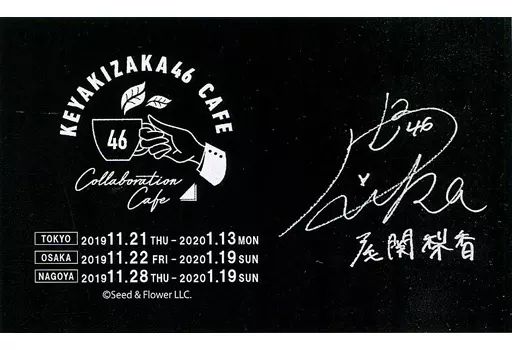 KEYAKIZAKA46 CAFE
46
Collaboration
Cafe
TOKYO 2019 11.21 THU - 2020 1.13 MON
OSAKA 2019 11.22 FRI - 2020 1.19 SUN
NAGOYA 2019 11.28 THU - 2020 1.19 SUN
©Seed & Flower LLC.
46
Rika
尾関梨香